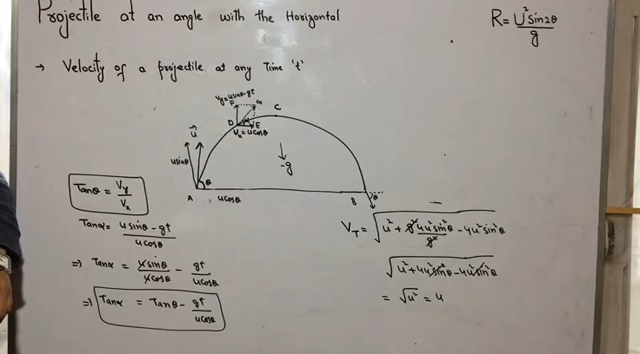 Projectile at an angle with the Horizontal
R = U²sin2θ / g
→ Velocity of a projectile at any Time 't'
Vy = usinθ-gt
F G
C
D α E
Vx = ucosθ
u⃗
usinθ
-g
θ
A ucosθ B θ
Tanθ = Vy / Vx
Tanα = usinθ - gt / ucosθ
⇒ Tanα = usinθ / ucosθ - gt / ucosθ
⇒ Tanα = Tanθ - gt / ucosθ
V_T = √u² + g²4u²sin²θ / g² - 4u²sin²θ
√u² + 4u²sin²θ - 4u²sin²θ
= √u² = u